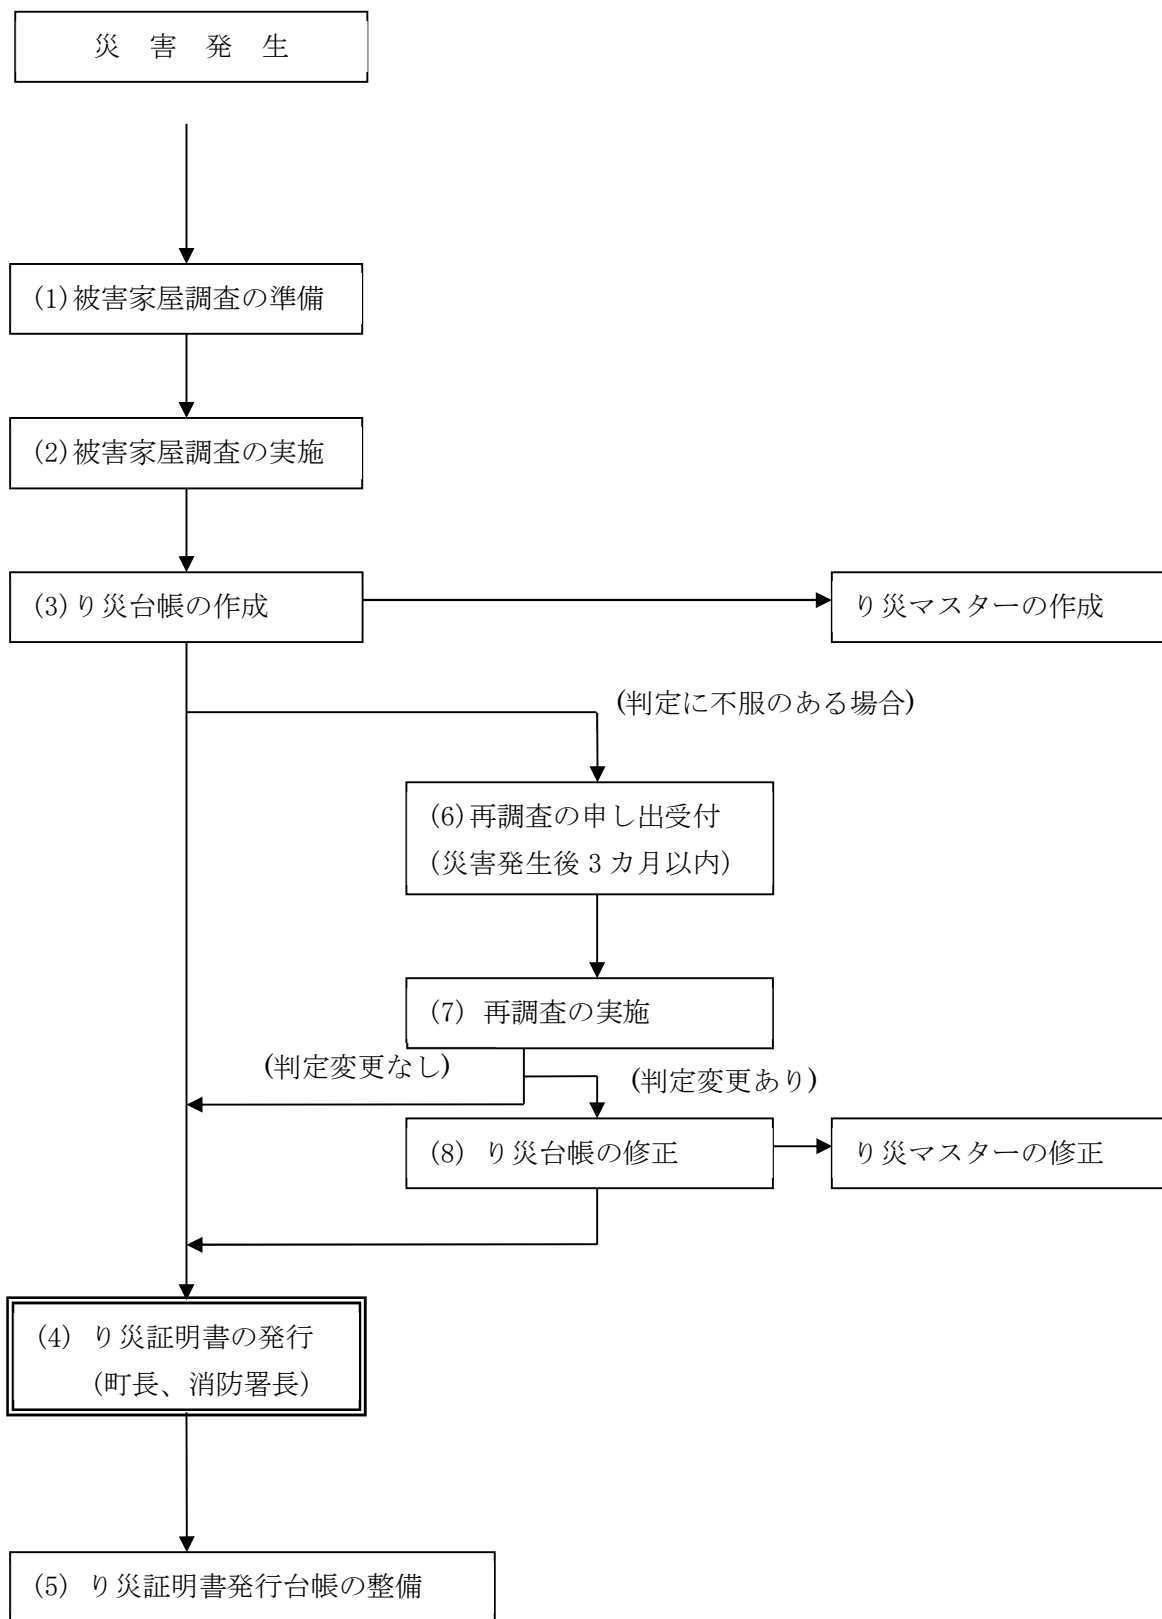 災 害 発 生
(1)被害家屋調査の準備
(2)被害家屋調査の実施
(3)り災台帳の作成
り災マスターの作成
(判定に不服のある場合)
(6)再調査の申し出受付
(災害発生後3カ月以内)
(7) 再調査の実施
(判定変更なし)
(判定変更あり)
(8) り災台帳の修正
り災マスターの修正
(4) り災証明書の発行
(町長、消防署長)
(5) り災証明書発行台帳の整備